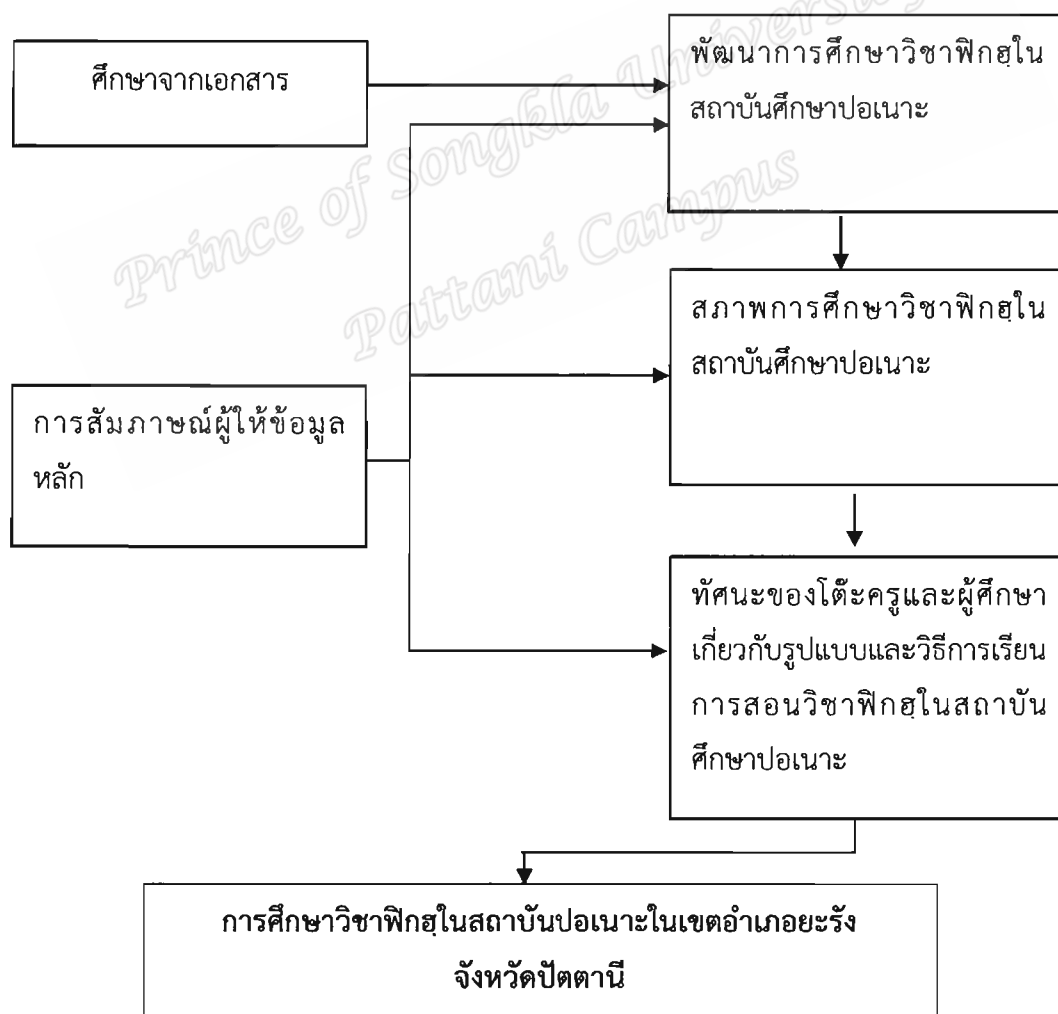 ศึกษาจากเอกสาร
พัฒนาการศึกษาวิชาฟิกฮฺใน
สถาบันศึกษาปอเนาะ
Prince of Songkla University
Pattani Campus
สภาพการศึกษาวิชาฟิกฮฺใน
สถาบันศึกษาปอเนาะ
การสัมภาษณ์ผู้ให้ข้อมูล
หลัก
ทัศนะของโต๊ะครูและผู้ศึกษา
เกี่ยวกับรูปแบบและวิธีการเรียน
การสอนวิชาฟิกฮฺในสถาบัน
ศึกษาปอเนาะ
การศึกษาวิชาฟิกฮฺในสถาบันปอเนาะในเขตอำเภอยะรัง
จังหวัดปัตตานี